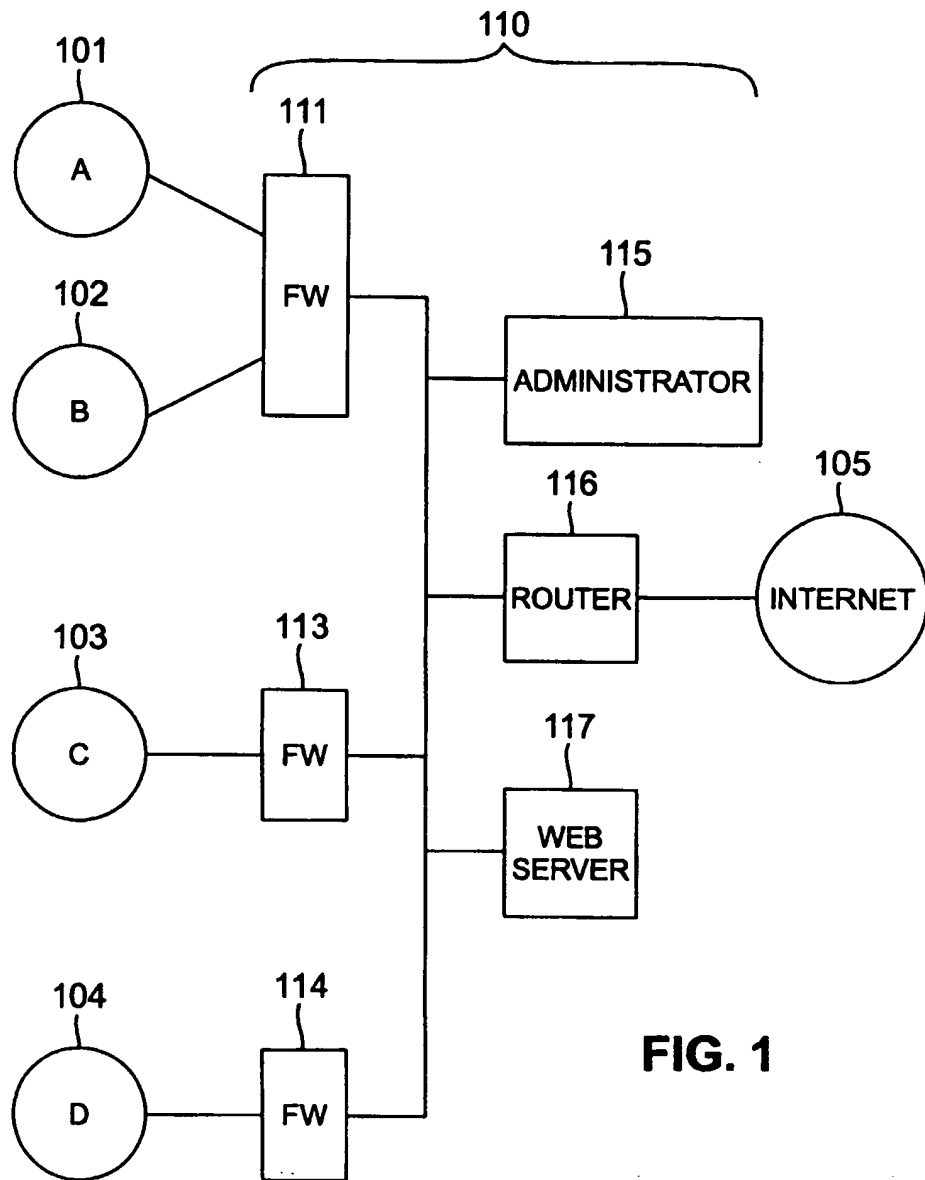 110
101
111
A
FW
115
102
ADMINISTRATOR
B
105
116
ROUTER
INTERNET
103
113
C
FW
117
WEB
SERVER
104
114
D
FW
FIG. 1